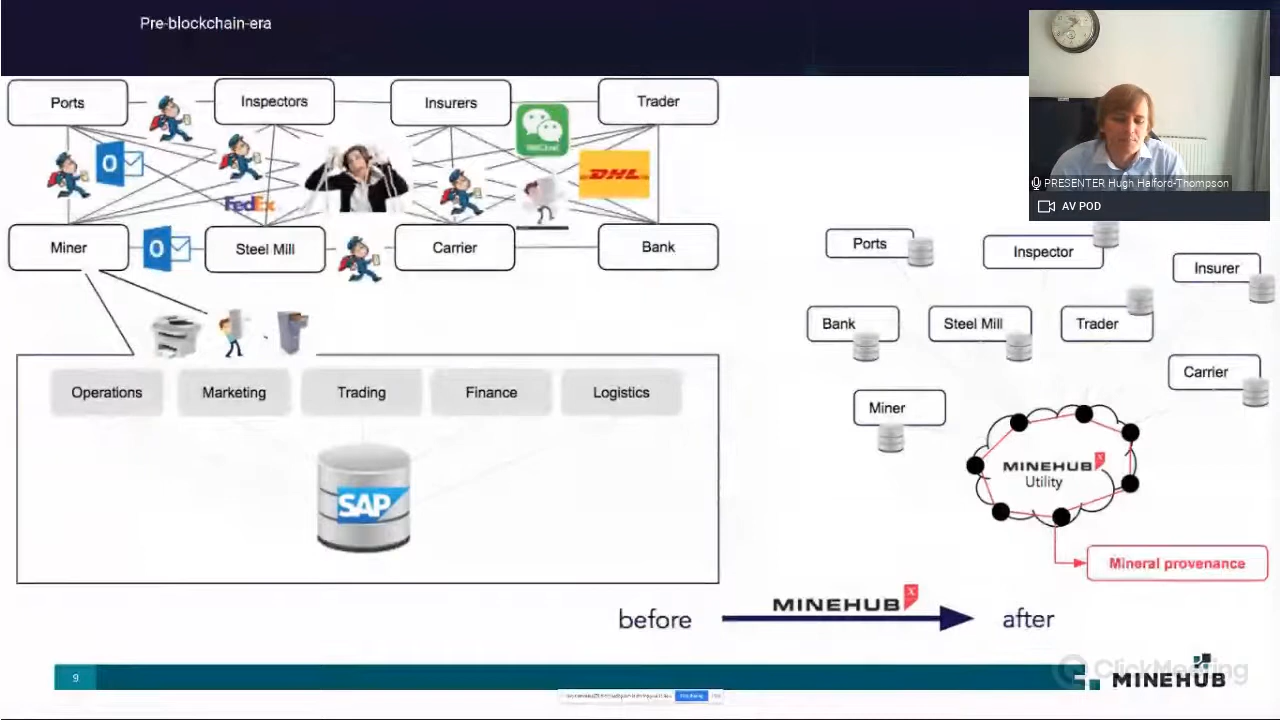 Pre-blockchain-era
Ports
Inspectors
Insurers
Trader
DHL
FedEx
Miner
Steel Mill
Carrier
Bank
Operations
Marketing
Trading
Finance
Logistics
SAP
PRESENTER Hugh Halford-Thompson
AV POD
Ports
Inspector
Insurer
Bank
Steel Mill
Trader
Carrier
Miner
MINEHUB X
Utility
Mineral provenance
before
MINEHUB X
after
9
ClickMeeting
MINEHUB